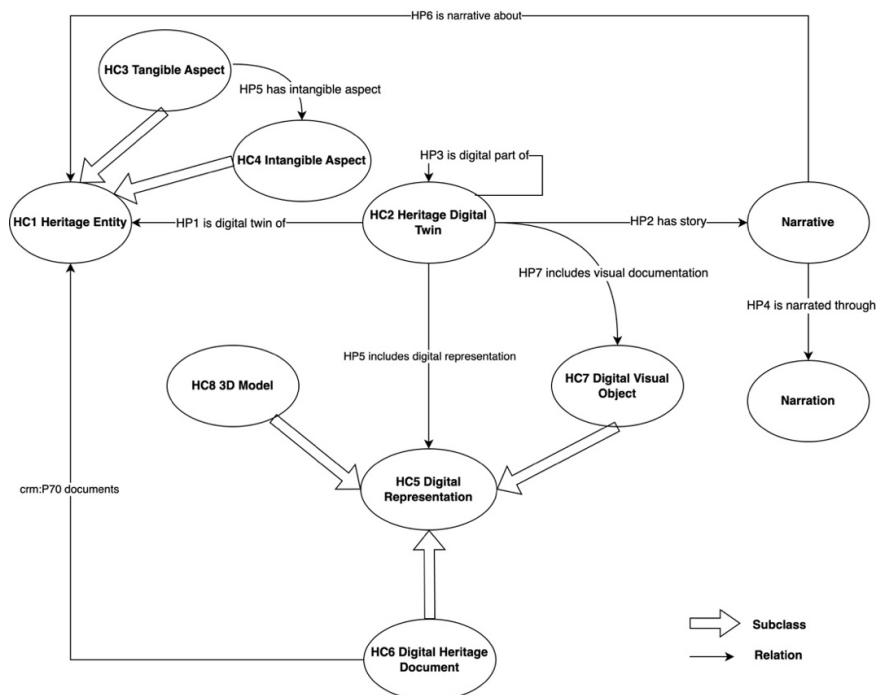 HP6 is narrative about
HC3 Tangible Aspect
HP5 has intangible aspect
HC4 Intangible Aspect
HP3 is digital part of
HC1 Heritage Entity
HP1 is digital twin of
HC2 Heritage Digital
Twin
HP2 has story
Narrative
HP7 includes visual documentation
HP4 is narrated through
HP5 includes digital representation
HC8 3D Model
HC7 Digital Visual
Object
Narration
HC5 Digital
Representation
crm:P70 documents
HC6 Digital Heritage
Document
Subclass
Relation